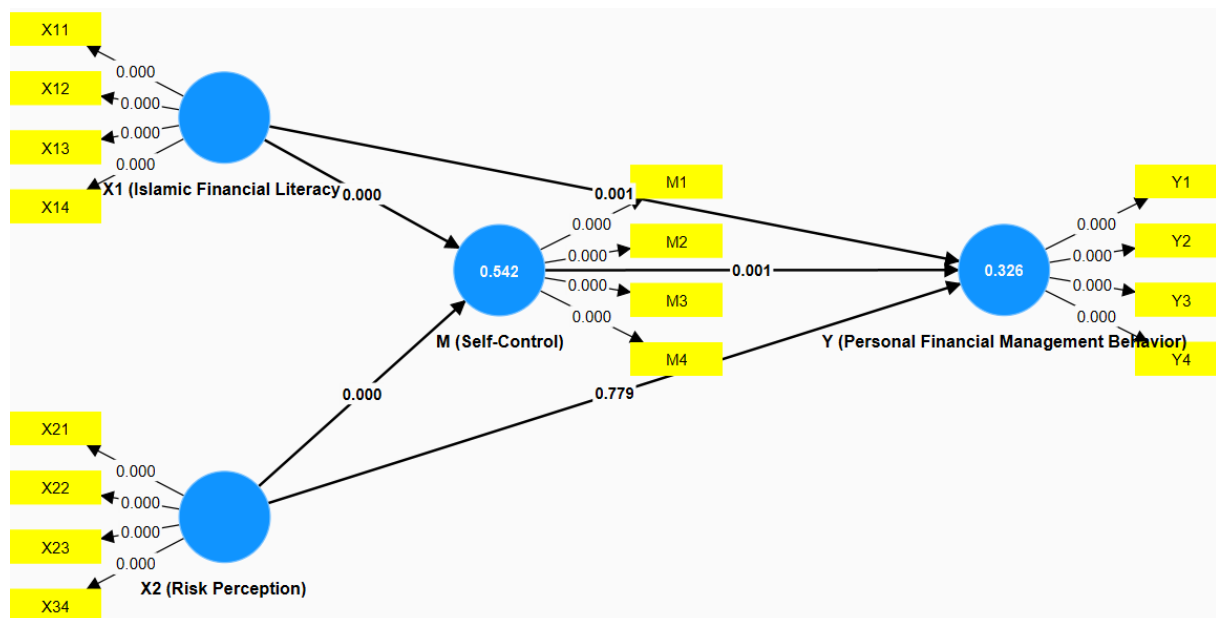 X11
0.000
X12
0.000
X13
0.000
X14
0.000
X1 (Islamic Financial Literacy
0.000
0.001
M1
0.000
M2
0.000
0.542
0.001
M3
0.000
0.000
M4
M (Self-Control)
Y1
0.000
Y2
0.000
0.326
Y3
0.000
0.000
Y4
Y (Personal Financial Management Behavior)
0.000
0.779
X21
0.000
X22
0.000
X23
0.000
X34
0.000
X2 (Risk Perception)